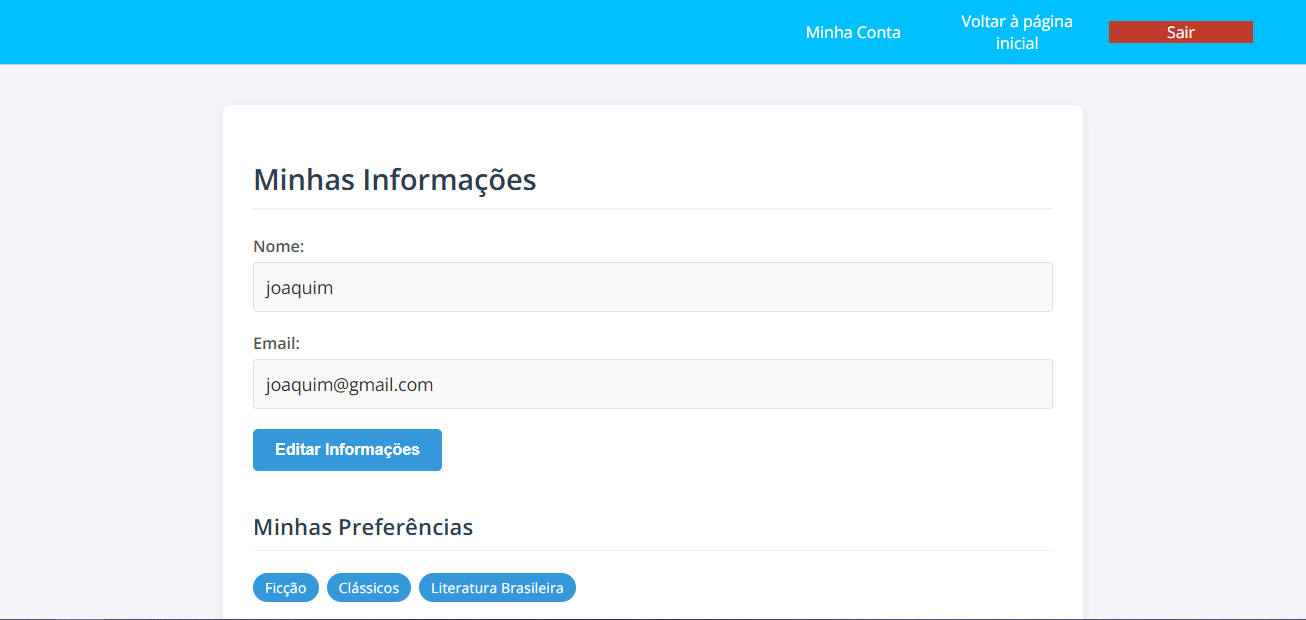 Minha Conta
Voltar à página
inicial
Sair
Minhas Informações
Nome:
joaquim
Email:
joaquim@gmail.com
Editar Informações
Minhas Preferências
Ficção
Clássicos
Literatura Brasileira